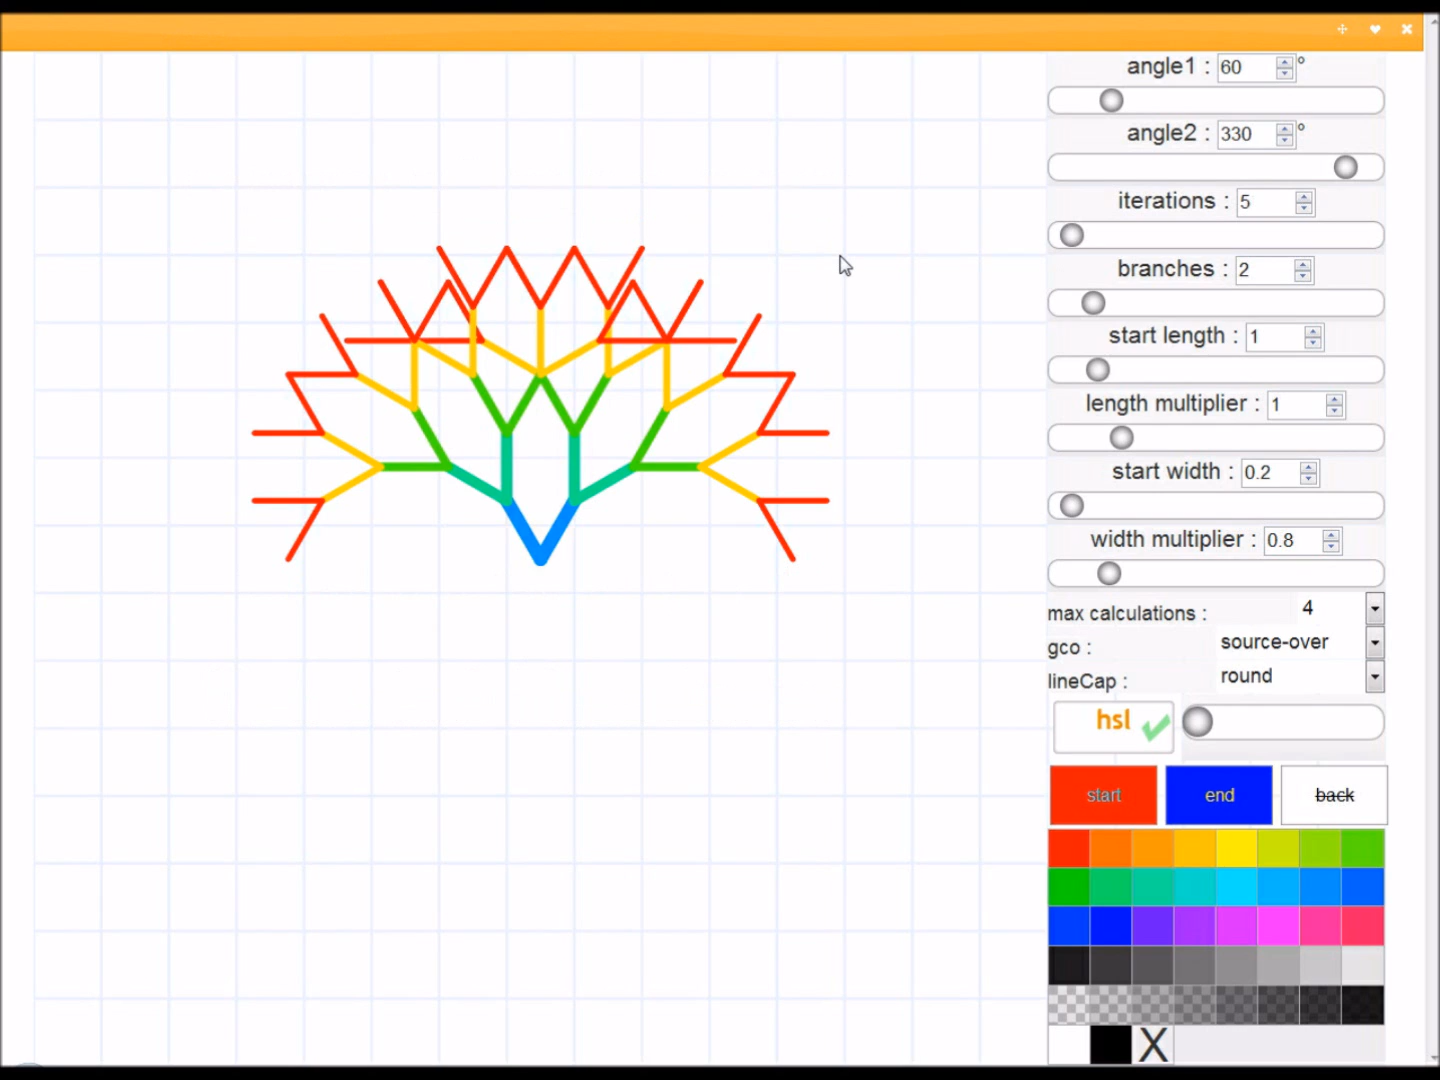 angle1 : 60 °
angle2 : 330 °
iterations : 5
branches : 2
start length : 1
length multiplier : 1
start width : 0.2
width multiplier : 0.8
max calculations : 4
gco : source-over
lineCap : round
hsl
start end back
X